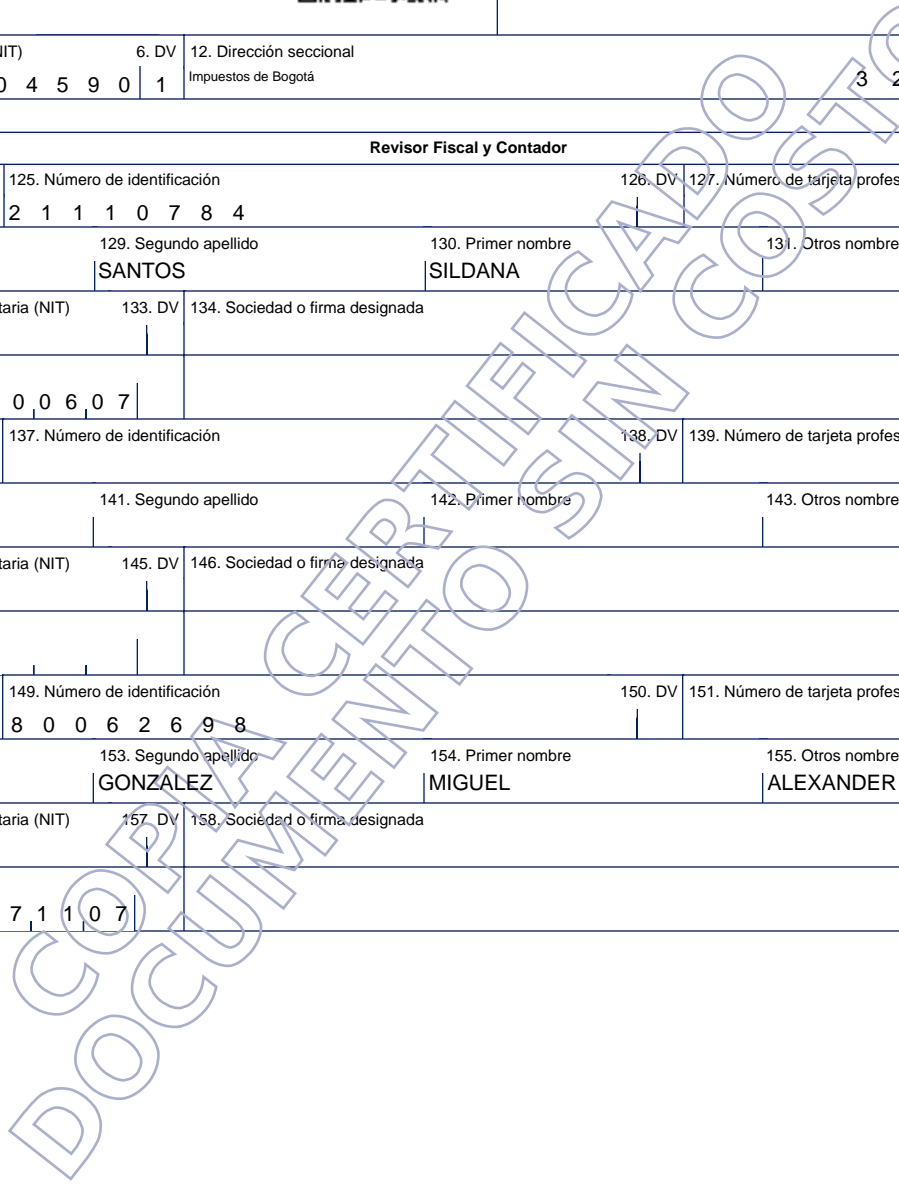 IIT) 6. DV 12. Dirección seccional
0 4 5 9 0 1 Impuestos de Bogotá 3 2
Revisor Fiscal y Contador
125. Número de identificación 126. DV 127. Número de tarjeta profes
2 1 1 1 0 7 8 4
129. Segundo apellido 130. Primer nombre 131. Otros nombre
SANTOS SILDANA
taria (NIT) 133. DV 134. Sociedad o firma designada
0 0 6 0 7
137. Número de identificación 138. DV 139. Número de tarjeta profes
141. Segundo apellido 142. Primer nombre 143. Otros nombre
taria (NIT) 145. DV 146. Sociedad o firma designada
149. Número de identificación 150. DV 151. Número de tarjeta profes
8 0 0 6 2 6 9 8
153. Segundo apellido 154. Primer nombre 155. Otros nombre
GONZALEZ MIGUEL ALEXANDER
taria (NIT) 157. DV 158. Sociedad o firma designada
7 1 1 0 7
COPIA CERTIFICADO
DOCUMENTO SIN COSTO